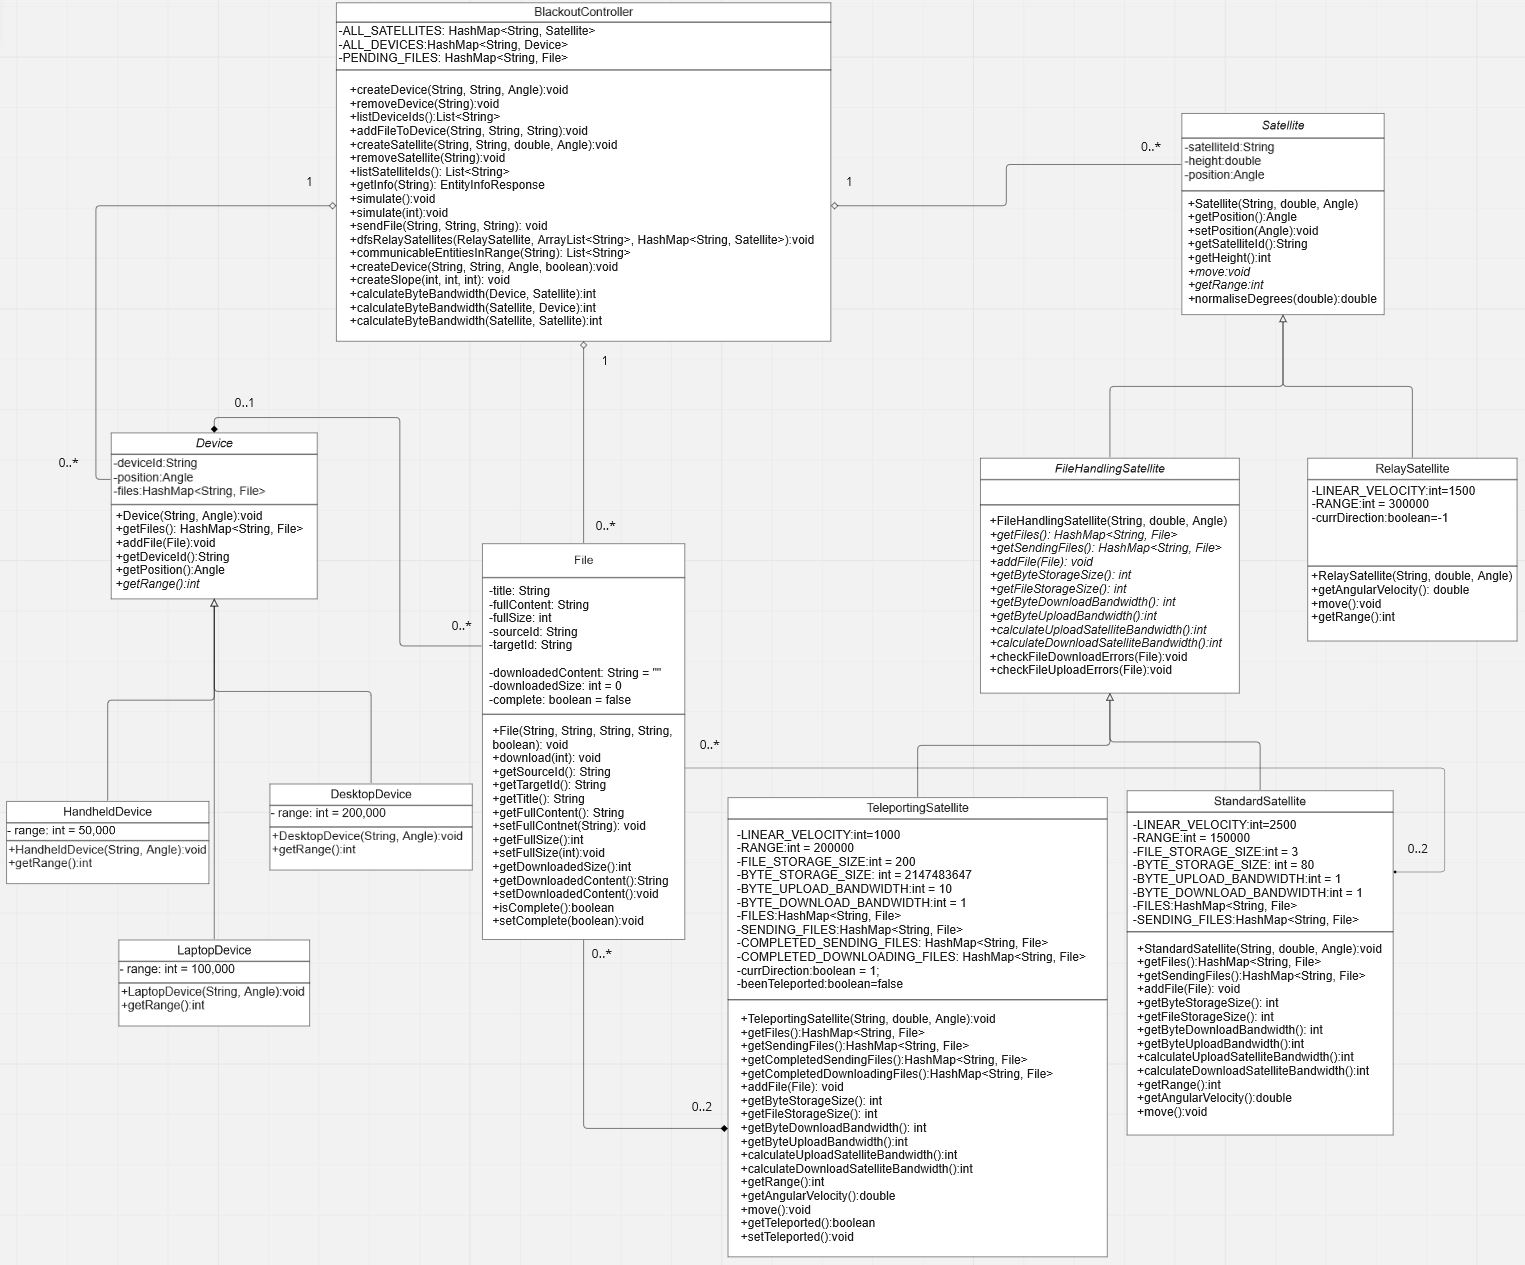 BlackoutController
-ALL_SATELLITES: HashMap<String, Satellite>
-ALL_DEVICES:HashMap<String, Device>
-PENDING_FILES: HashMap<String, File>
+createDevice(String, String, Angle):void
+removeDevice(String):void
+listDeviceIds():List<String>
+addFileToDevice(String, String, String):void
+createSatellite(String, String, double, Angle):void
+removeSatellite(String):void
+listSatelliteIds(): List<String>
+getInfo(String): EntityInfoResponse
+simulate():void
+simulate(int):void
+sendFile(String, String, String): void
+dfsRelaySatellites(RelaySatellite, ArrayList<String>, HashMap<String, Satellite>):void
+communicableEntitiesInRange(String): List<String>
+createDevice(String, String, Angle, boolean):void
+createSlope(int, int, int): void
+calculateByteBandwidth(Device, Satellite):int
+calculateByteBandwidth(Satellite, Device):int
+calculateByteBandwidth(Satellite, Satellite):int
1
1
1
0..*
Satellite
-satelliteId:String
-height:double
-position:Angle
+Satellite(String, double, Angle)
+getPosition():Angle
+setPosition(Angle):void
+getSatelliteId():String
+getHeight():int
+move:void
+getRange:int
+normaliseDegrees(double):double
0..1
0..*
Device
-deviceId:String
-position:Angle
-files:HashMap<String, File>
+Device(String, Angle):void
+getFiles(): HashMap<String, File>
+addFile(File):void
+getDeviceId():String
+getPosition():Angle
+getRange():int
0..*
0..*
File
-title: String
-fullContent: String
-fullSize: int
-sourceId: String
-targetId: String
-downloadedContent: String = ""
-downloadedSize: int = 0
-complete: boolean = false
+File(String, String, String, String,
boolean): void
+download(int): void
+getSourceId(): String
+getTargetId(): String
+getTitle(): String
+getFullContent(): String
+setFullContnet(String): void
+getFullSize():int
+setFullSize(int):void
+getDownloadedSize():int
+getDownloadedContent():String
+setDownloadedContent():void
+isComplete():boolean
+setComplete(boolean):void
FileHandlingSatellite
+FileHandlingSatellite(String, double, Angle)
+getFiles(): HashMap<String, File>
+getSendingFiles(): HashMap<String, File>
+addFile(File): void
+getByteStorageSize(): int
+getFileStorageSize(): int
+getByteDownloadBandwidth(): int
+getByteUploadBandwidth():int
+calculateUploadSatelliteBandwidth():int
+calculateDownloadSatelliteBandwidth():int
+checkFileDownloadErrors(File):void
+checkFileUploadErrors(File):void
RelaySatellite
-LINEAR_VELOCITY:int=1500
-RANGE:int = 300000
-currDirection:boolean=-1
+RelaySatellite(String, double, Angle)
+getAngularVelocity(): double
+move():void
+getRange():int
HandheldDevice
- range: int = 50,000
+HandheldDevice(String, Angle):void
+getRange():int
DesktopDevice
- range: int = 200,000
+DesktopDevice(String, Angle):void
+getRange():int
LaptopDevice
- range: int = 100,000
+LaptopDevice(String, Angle):void
+getRange():int
0..*
0..*
0..2
0..2
TeleportingSatellite
-LINEAR_VELOCITY:int=1000
-RANGE:int = 200000
-FILE_STORAGE_SIZE:int = 200
-BYTE_STORAGE_SIZE: int = 2147483647
-BYTE_UPLOAD_BANDWIDTH:int = 10
-BYTE_DOWNLOAD_BANDWIDTH:int = 1
-FILES:HashMap<String, File>
-SENDING_FILES:HashMap<String, File>
-COMPLETED_SENDING_FILES: HashMap<String, File>
-COMPLETED_DOWNLOADING_FILES: HashMap<String, File>
-currDirection:boolean = 1;
-beenTeleported:boolean=false
+TeleportingSatellite(String, double, Angle):void
+getFiles():HashMap<String, File>
+getSendingFiles():HashMap<String, File>
+getCompletedSendingFiles():HashMap<String, File>
+getCompletedDownloadingFiles():HashMap<String, File>
+addFile(File): void
+getByteStorageSize(): int
+getFileStorageSize(): int
+getByteDownloadBandwidth(): int
+getByteUploadBandwidth():int
+calculateUploadSatelliteBandwidth():int
+calculateDownloadSatelliteBandwidth():int
+getRange():int
+getAngularVelocity():double
+move():void
+getTeleported():boolean
+setTeleported():void
StandardSatellite
-LINEAR_VELOCITY:int=2500
-RANGE:int = 150000
-FILE_STORAGE_SIZE:int = 3
-BYTE_STORAGE_SIZE: int = 80
-BYTE_UPLOAD_BANDWIDTH:int = 1
-BYTE_DOWNLOAD_BANDWIDTH:int = 1
-FILES:HashMap<String, File>
-SENDING_FILES:HashMap<String, File>
+StandardSatellite(String, double, Angle):void
+getFiles():HashMap<String, File>
+getSendingFiles():HashMap<String, File>
+addFile(File): void
+getByteStorageSize(): int
+getFileStorageSize(): int
+getByteDownloadBandwidth(): int
+getByteUploadBandwidth():int
+calculateUploadSatelliteBandwidth():int
+calculateDownloadSatelliteBandwidth():int
+getRange():int
+getAngularVelocity():double
+move():void